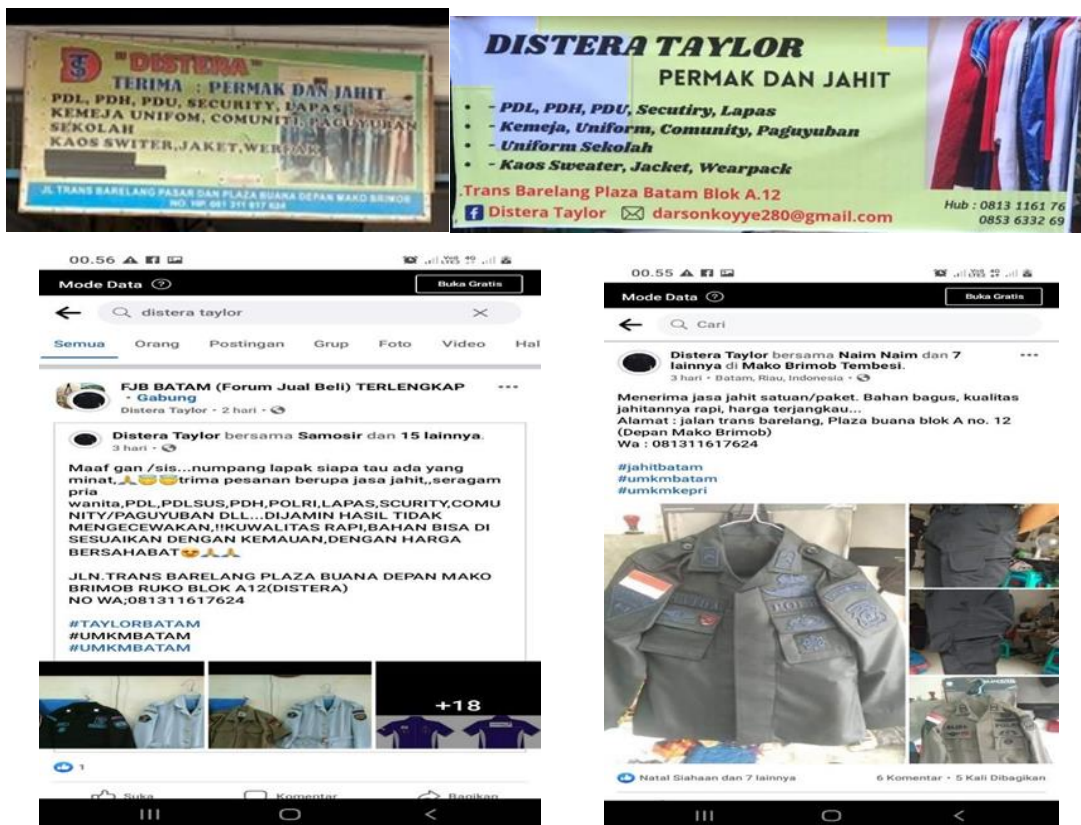 "DISTERA"
TERIMA : PERMAK DAN JAHIT
PDL, PDH, PDU, SECURITY, LAPAS
KEMEJA UNIFOM, COMUNITI, PAGUYUBAN
SEKOLAH
KAOS SWITER,JAKET,WERPAK
JL TRANS BARELANG PASAR DAN PLAZA BUANA DEPAN MAKO BRIMOB
NO. HP. 081 311 617 624
DISTERA TAYLOR
PERMAK DAN JAHIT
• - PDL, PDH, PDU, Secutiry, Lapas
• - Kemeja, Uniform, Comunity, Paguyuban
• - Uniform Sekolah
• - Kaos Sweater, Jacket, Wearpack
Trans Barelang Plaza Batam Blok A.12
Distera Taylor darsonkoyye280@gmail.com
Hub : 0813 1161 76
0853 6332 69
00.56
Mode Data Buka Gratis
distera taylor
Semua Orang Postingan Grup Foto Video Hal
FJB BATAM (Forum Jual Beli) TERLENGKAP
• Gabung
Distera Taylor • 2 hari •
Distera Taylor bersama Samosir dan 15 lainnya.
3 hari •
Maaf gan /sis...numpang lapak siapa tau ada yang
minat,🙏😇😇trima pesanan berupa jasa jahit,,seragam
pria
wanita,PDL,PDLSUS,PDH,POLRI,LAPAS,SCURITY,COMU
NITY/PAGUYUBAN DLL...DIJAMIN HASIL TIDAK
MENGECEWAKAN,!!KUWALITAS RAPI,BAHAN BISA DI
SESUAIKAN DENGAN KEMAUAN,DENGAN HARGA
BERSAHABAT😍🙏🙏
JLN.TRANS BARELANG PLAZA BUANA DEPAN MAKO
BRIMOB RUKO BLOK A12(DISTERA)
NO WA;081311617624
#TAYLORBATAM
#UMKMBATAM
#UMKMBATAM
+18
1
Suka Komentar Bagikan
00.55
Mode Data Buka Gratis
Cari
Distera Taylor bersama Naim Naim dan 7
lainnya di Mako Brimob Tembesi.
3 hari • Batam, Riau, Indonesia •
Menerima jasa jahit satuan/paket. Bahan bagus, kualitas
jahitannya rapi, harga terjangkau...
Alamat : jalan trans barelang, Plaza buana blok A no. 12
(Depan Mako Brimob)
Wa : 081311617624
#jahitbatam
#umkmbatam
#umkmkepri
Natal Siahaan dan 7 lainnya
6 Komentar • 5 Kali Dibagikan